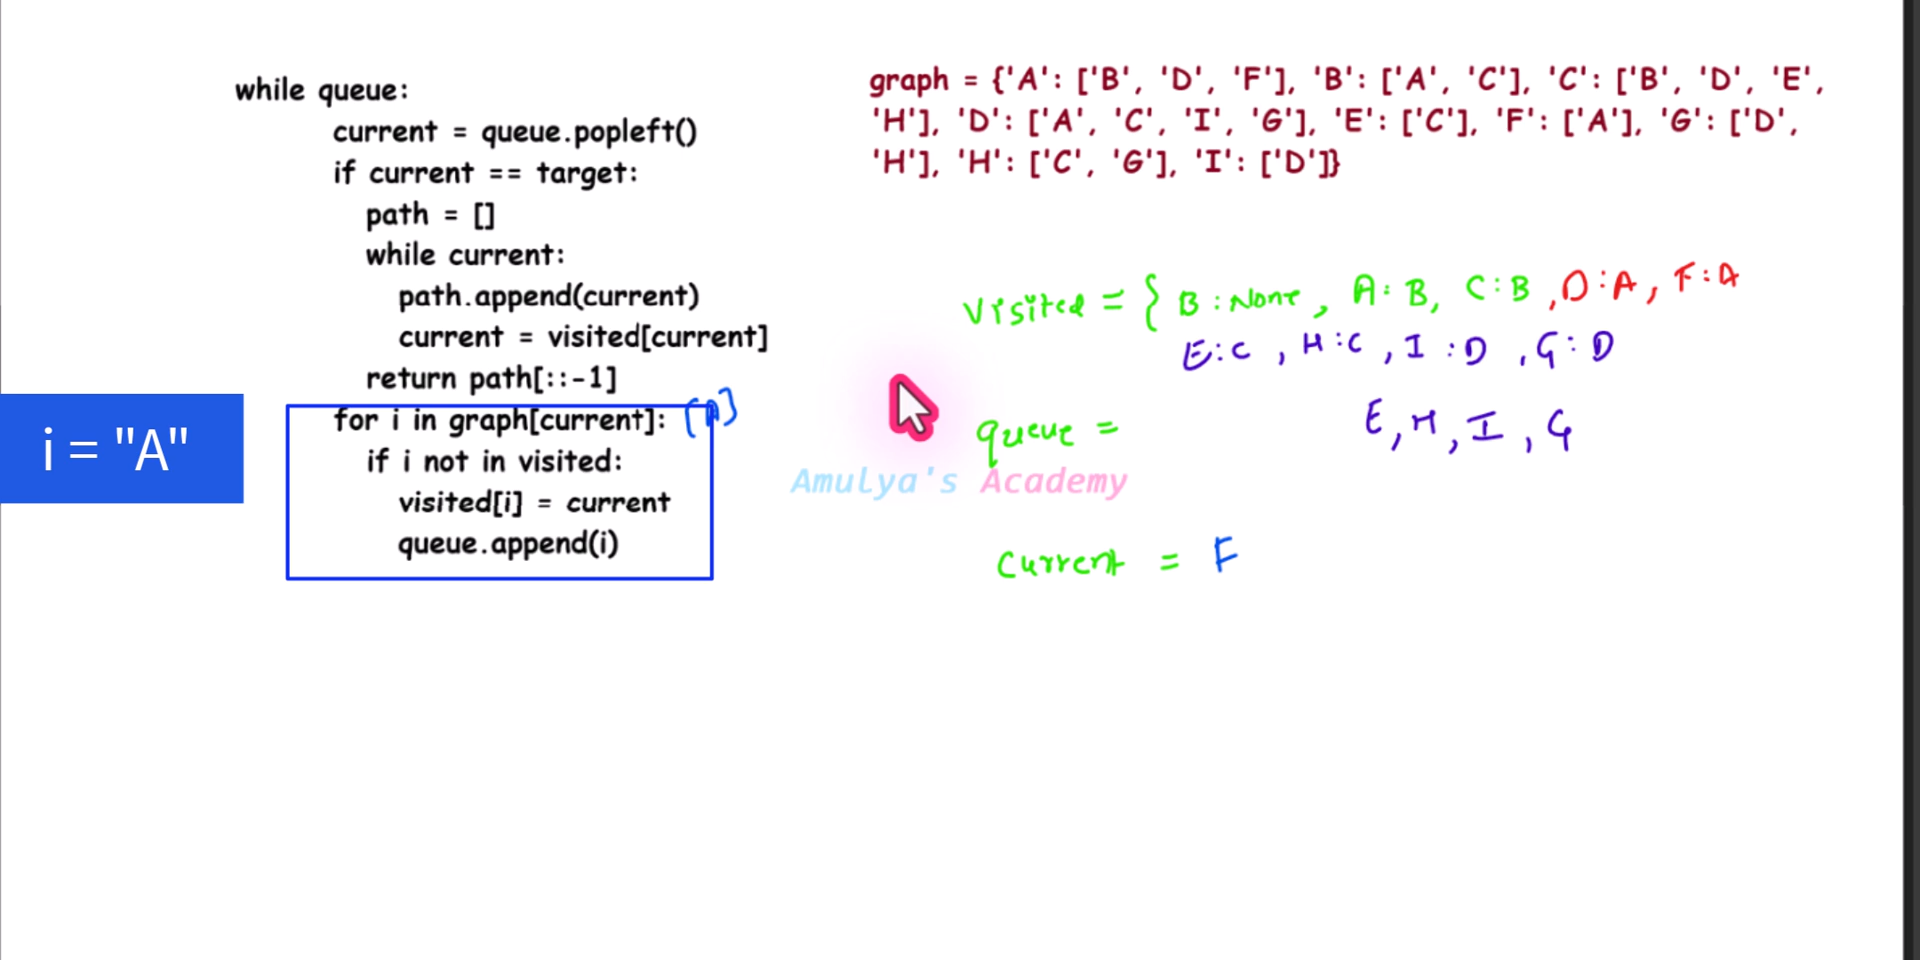 while queue:
current = queue.popleft()
if current == target:
path = []
while current:
path.append(current)
current = visited[current]
return path[::-1]
for i in graph[current]: [A]
if i not in visited:
visited[i] = current
queue.append(i)
i = "A"
graph = {'A': ['B', 'D', 'F'], 'B': ['A', 'C'], 'C': ['B', 'D', 'E',
'H'], 'D': ['A', 'C', 'I', 'G'], 'E': ['C'], 'F': ['A'], 'G': ['D',
'H'], 'H': ['C', 'G'], 'I': ['D']}
visited = { B : None, A : B, C : B, D : A, F : A
E : C, H : C, I : D, G : D
queue = E, H, I, G
Amulya's Academy
Current = F